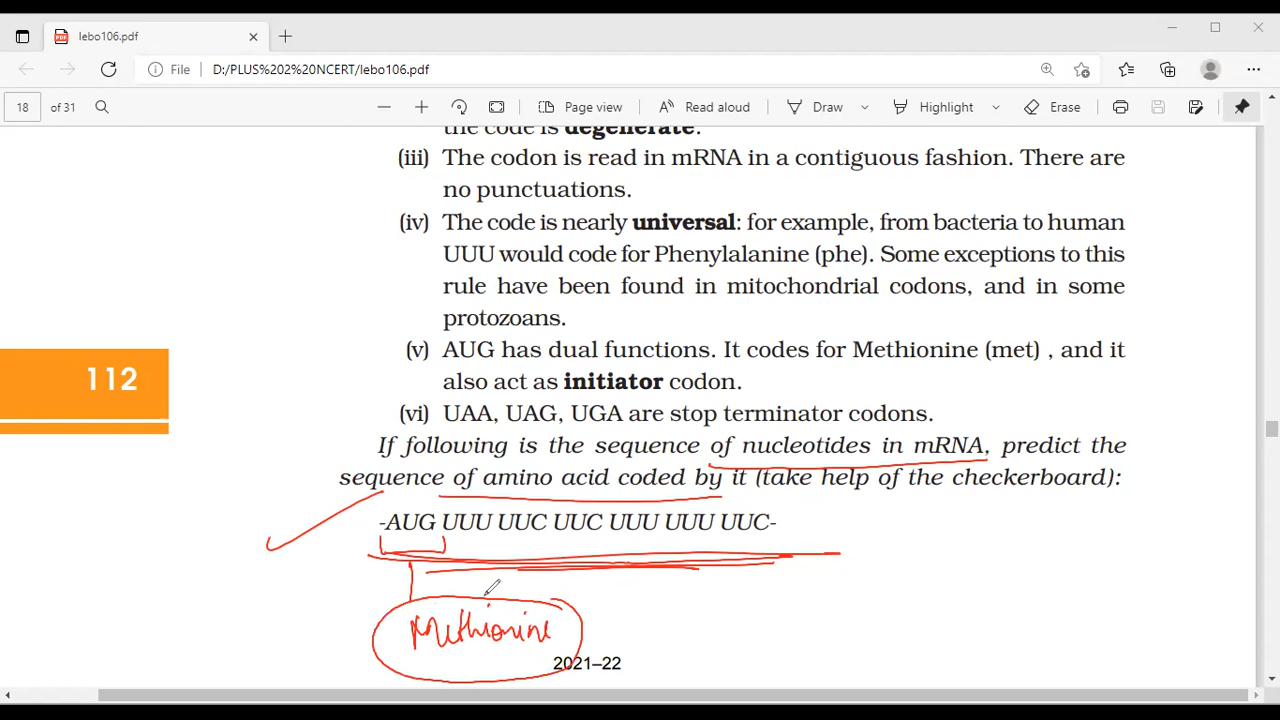 lebo106.pdf
File D:/PLUS%202%20NCERT/lebo106.pdf
18 of 31 Page view Read aloud Draw Highlight Erase
the code is degenerate.
(iii) The codon is read in mRNA in a contiguous fashion. There are
no punctuations.
(iv) The code is nearly universal: for example, from bacteria to human
UUU would code for Phenylalanine (phe). Some exceptions to this
rule have been found in mitochondrial codons, and in some
protozoans.
(v) AUG has dual functions. It codes for Methionine (met) , and it
also act as initiator codon.
112
(vi) UAA, UAG, UGA are stop terminator codons.
If following is the sequence of nucleotides in mRNA, predict the
sequence of amino acid coded by it (take help of the checkerboard):
-AUG UUU UUC UUC UUU UUU UUC-
Methionine
2021–22